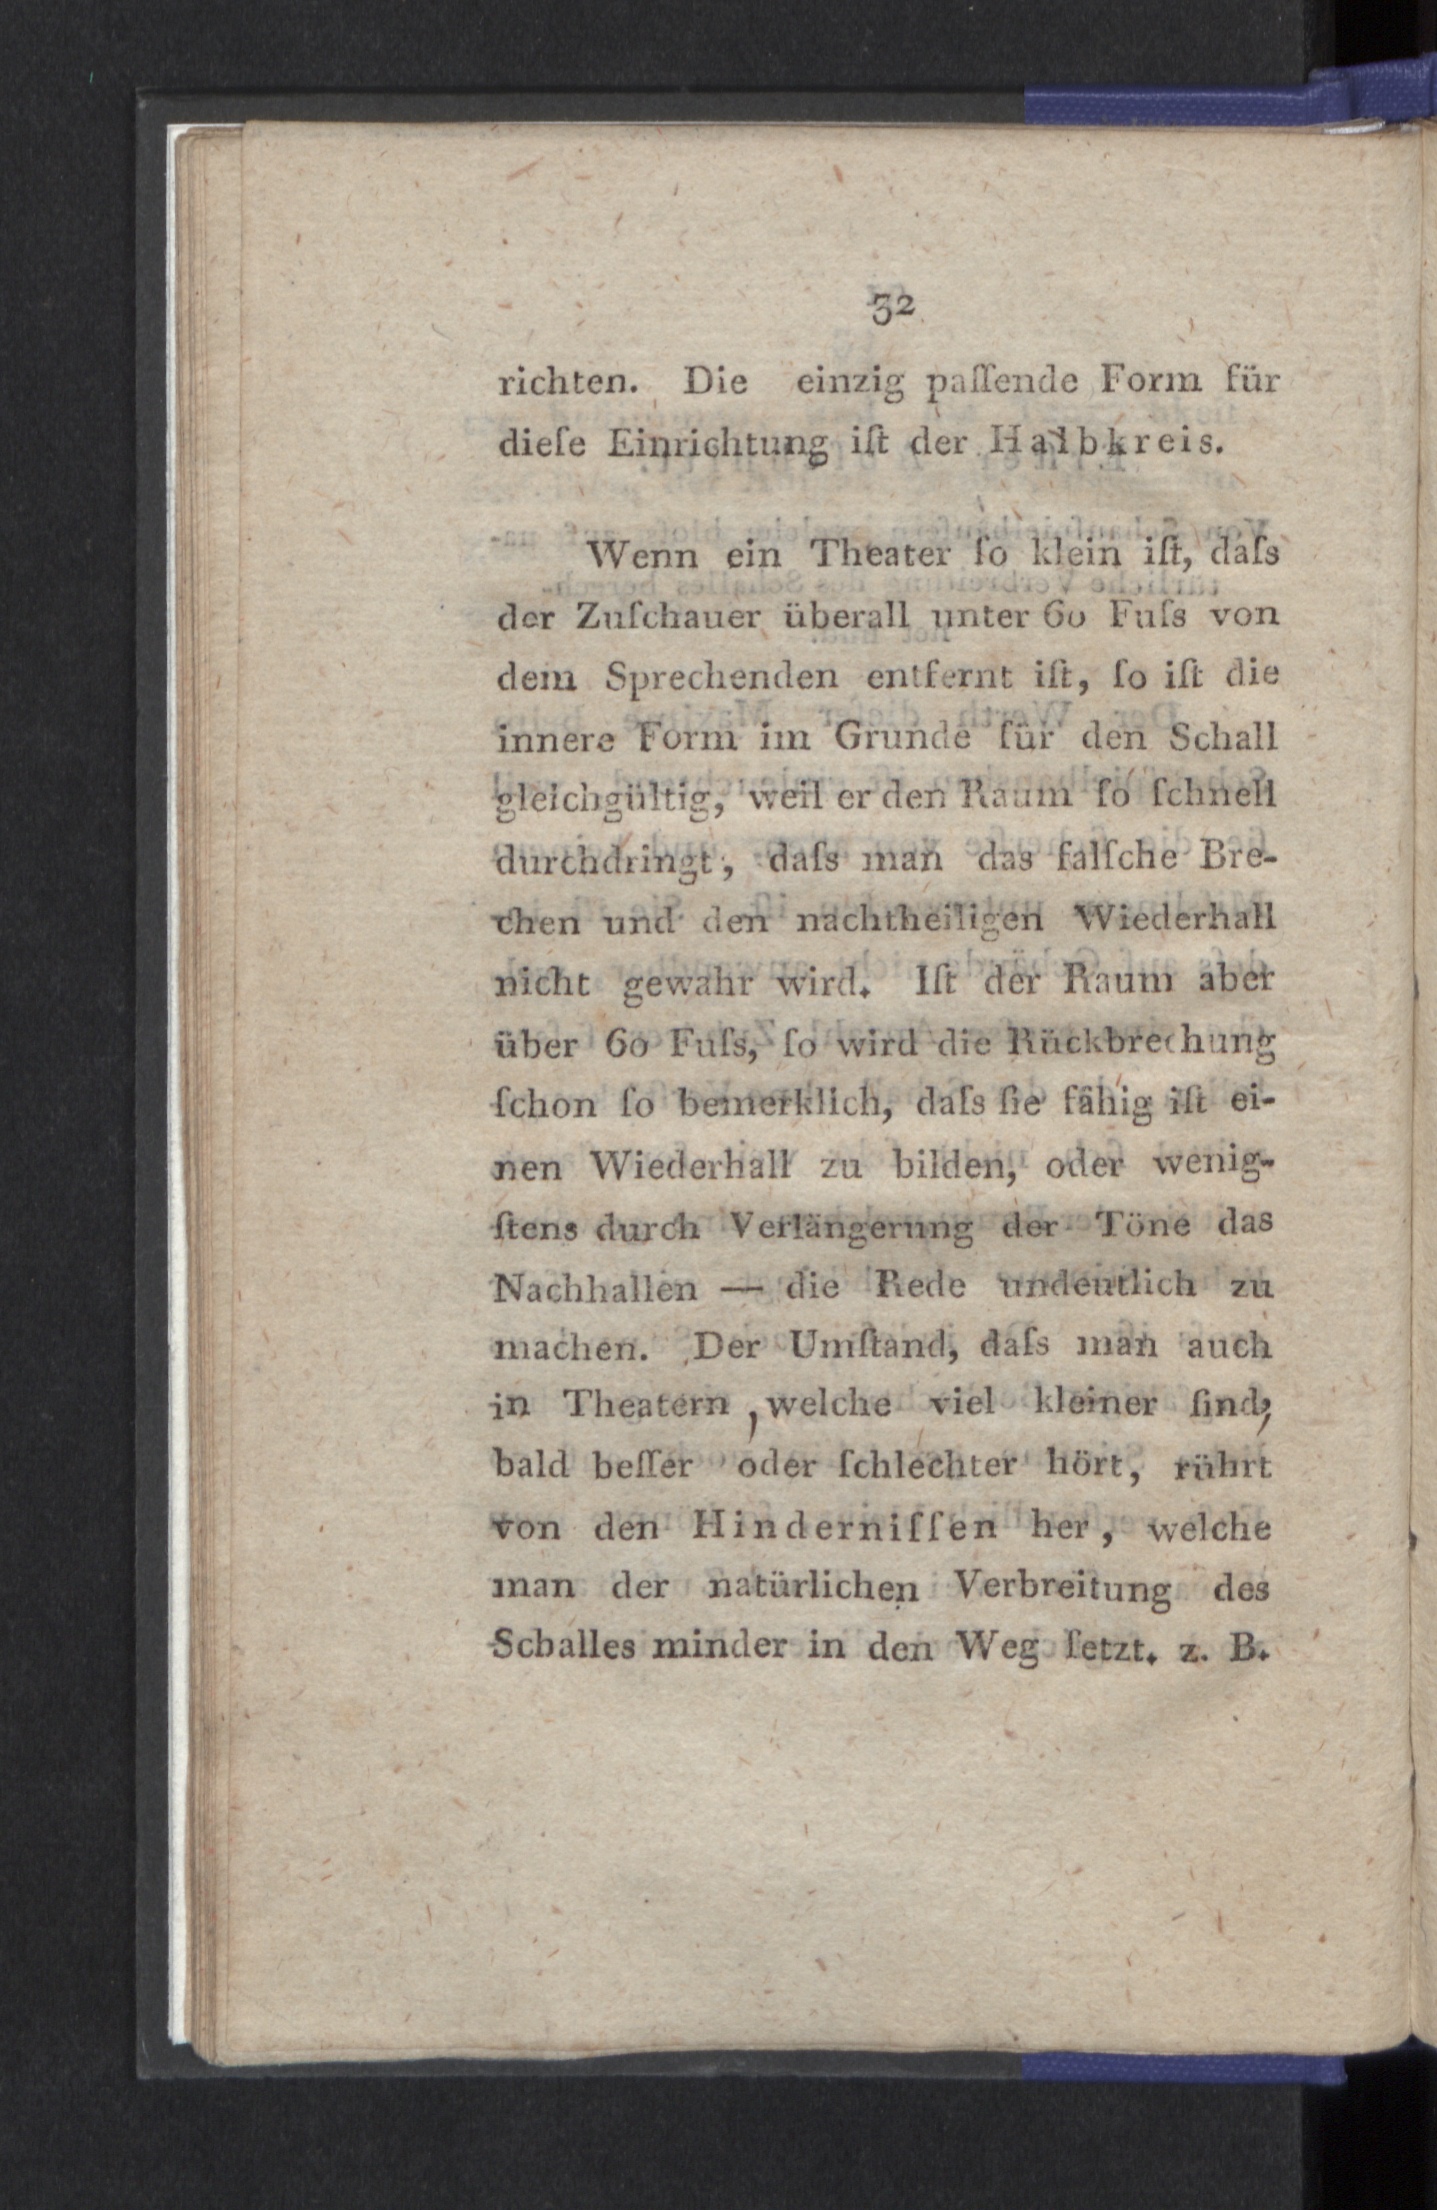 32
richten. Die einzig paſſende Form für
dieſe Einrichtung iſt der Halbkreis.
Wenn ein Theater ſo klein iſt, daſs
der Zuſchauer überall unter 60 Fuſs von
dem Sprechenden entfernt iſt, ſo iſt die
innere Form im Grunde für den Schall
gleichgültig, weil er den Raum ſo ſchnell
durchdringt, daſs man das falſche Bre-
chen und den nachtheiligen Wiederhall
nicht gewahr wird. Iſt der Raum aber
über 60 Fuſs, ſo wird die Rückbrechung
ſchon ſo bemerklich, daſs ſie fähig iſt ei-
nen Wiederhall zu bilden, oder wenig-
ſtens durch Verlängerung der Töne das
Nachhallen — die Rede undeutlich zu
machen. Der Umſtand, daſs man auch
in Theatern, welche viel kleiner ſind,
bald beſſer oder ſchlechter hört, rührt
von den Hinderniſſen her, welche
man der natürlichen Verbreitung des
Schalles minder in den Weg ſetzt. z. B.